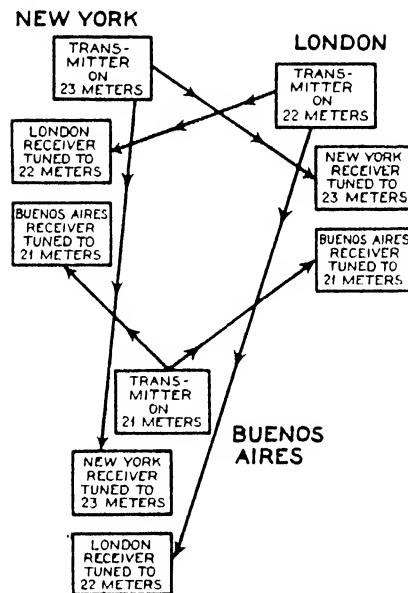 NEW YORK
TRANS-
MITTER
ON
23 METERS
LONDON
RECEIVER
TUNED TO
22 METERS
BUENOS AIRES
RECEIVER
TUNED TO
21 METERS
LONDON
TRANS-
MITTER
ON
22 METERS
NEW YORK
RECEIVER
TUNED TO
23 METERS
BUENOS AIRES
RECEIVER
TUNED TO
21 METERS
TRANS-
MITTER
ON
21 METERS
BUENOS
AIRES
NEW YORK
RECEIVER
TUNED TO
23 METERS
LONDON
RECEIVER
TUNED TO
22 METERS